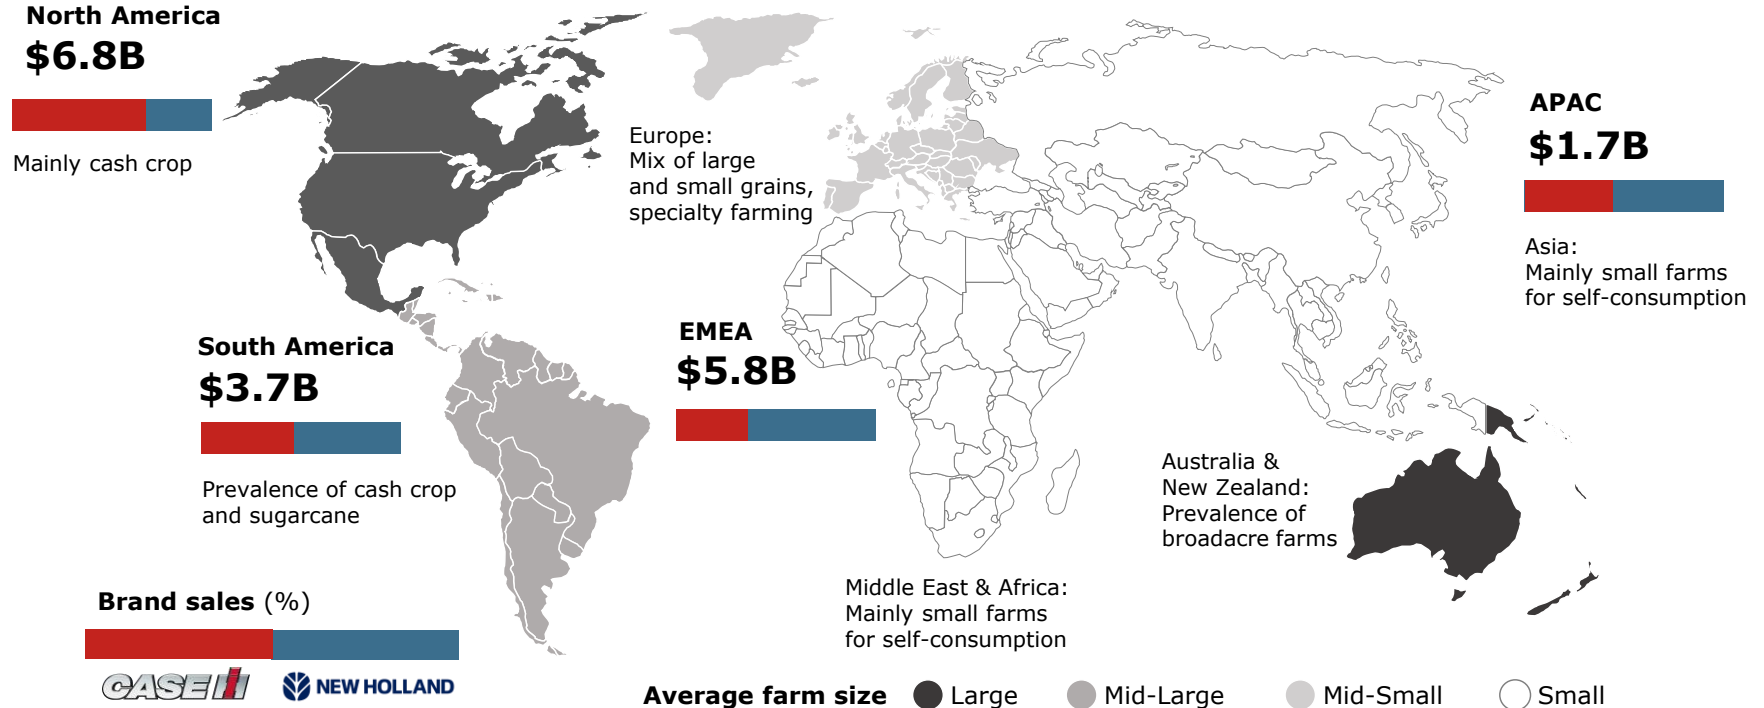 North America
$6.8B
Mainly cash crop
Europe:
Mix of large
and small grains,
specialty farming
APAC
$1.7B
Asia:
Mainly small farms
for self-consumption
South America
$3.7B
Prevalence of cash crop
and sugarcane
EMEA
$5.8B
Australia &
New Zealand:
Prevalence of
broadacre farms
Middle East & Africa:
Mainly small farms
for self-consumption
Brand sales (%)
CASE IH
NEW HOLLAND
Average farm size Large Mid-Large Mid-Small Small